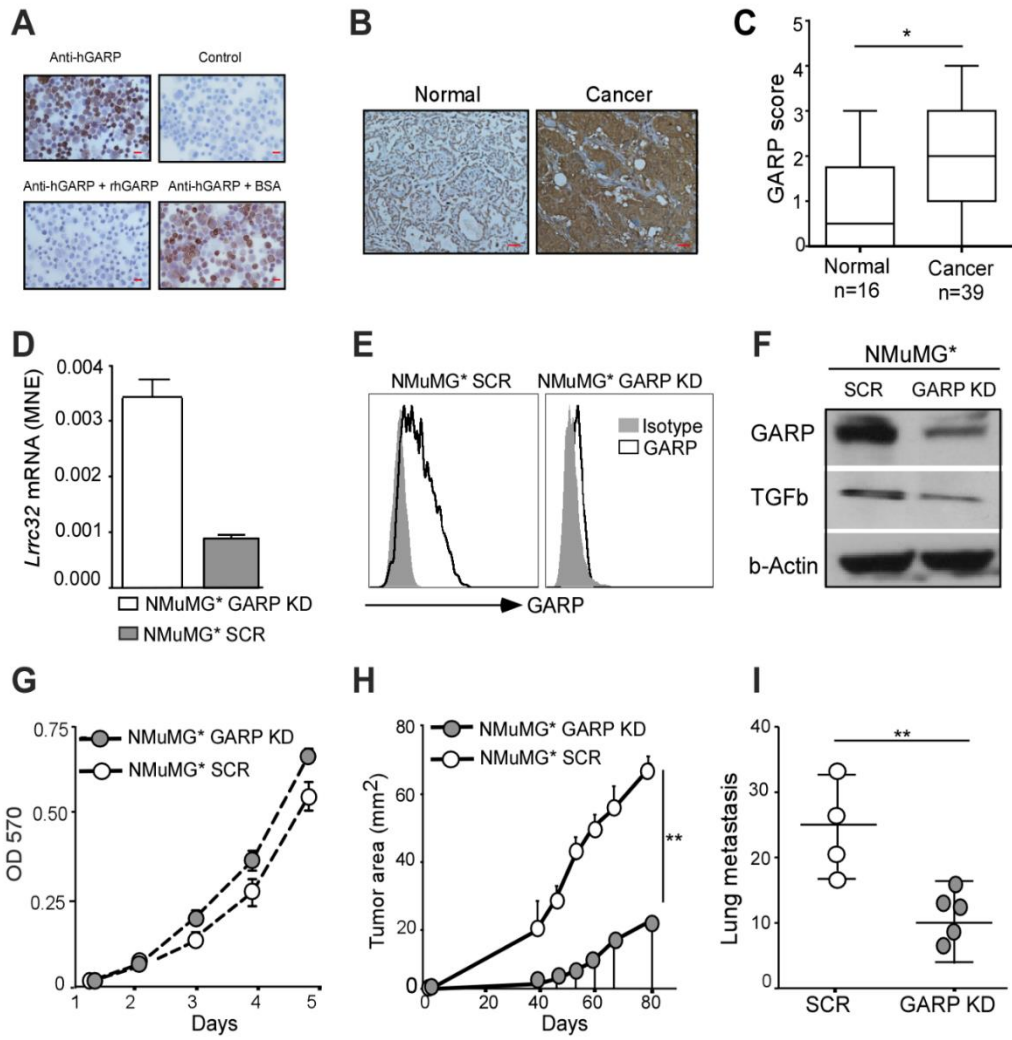 A
Anti-hGARP Control
Anti-hGARP + rhGARP Anti-hGARP + BSA
B
Normal Cancer
C
*
GARP score
5
4
3
2
1
0
Normal Cancer
n=16 n=39
D
Lrrc32 mRNA (MNE)
0.004
0.003
0.002
0.001
0.000
NMuMG* GARP KD
NMuMG* SCR
E
NMuMG* SCR NMuMG* GARP KD
Isotype
GARP
GARP
F
NMuMG*
SCR GARP KD
GARP
TGFb
b-Actin
G
OD 570
0.75
0.50
0.25
0
NMuMG* GARP KD
NMuMG* SCR
1 2 3 4 5
Days
H
Tumor area (mm2)
80
60
40
20
0
NMuMG* GARP KD
NMuMG* SCR
**
0 20 40 60 80
Days
I
Lung metastasis
40
30
20
10
0
**
SCR GARP KD